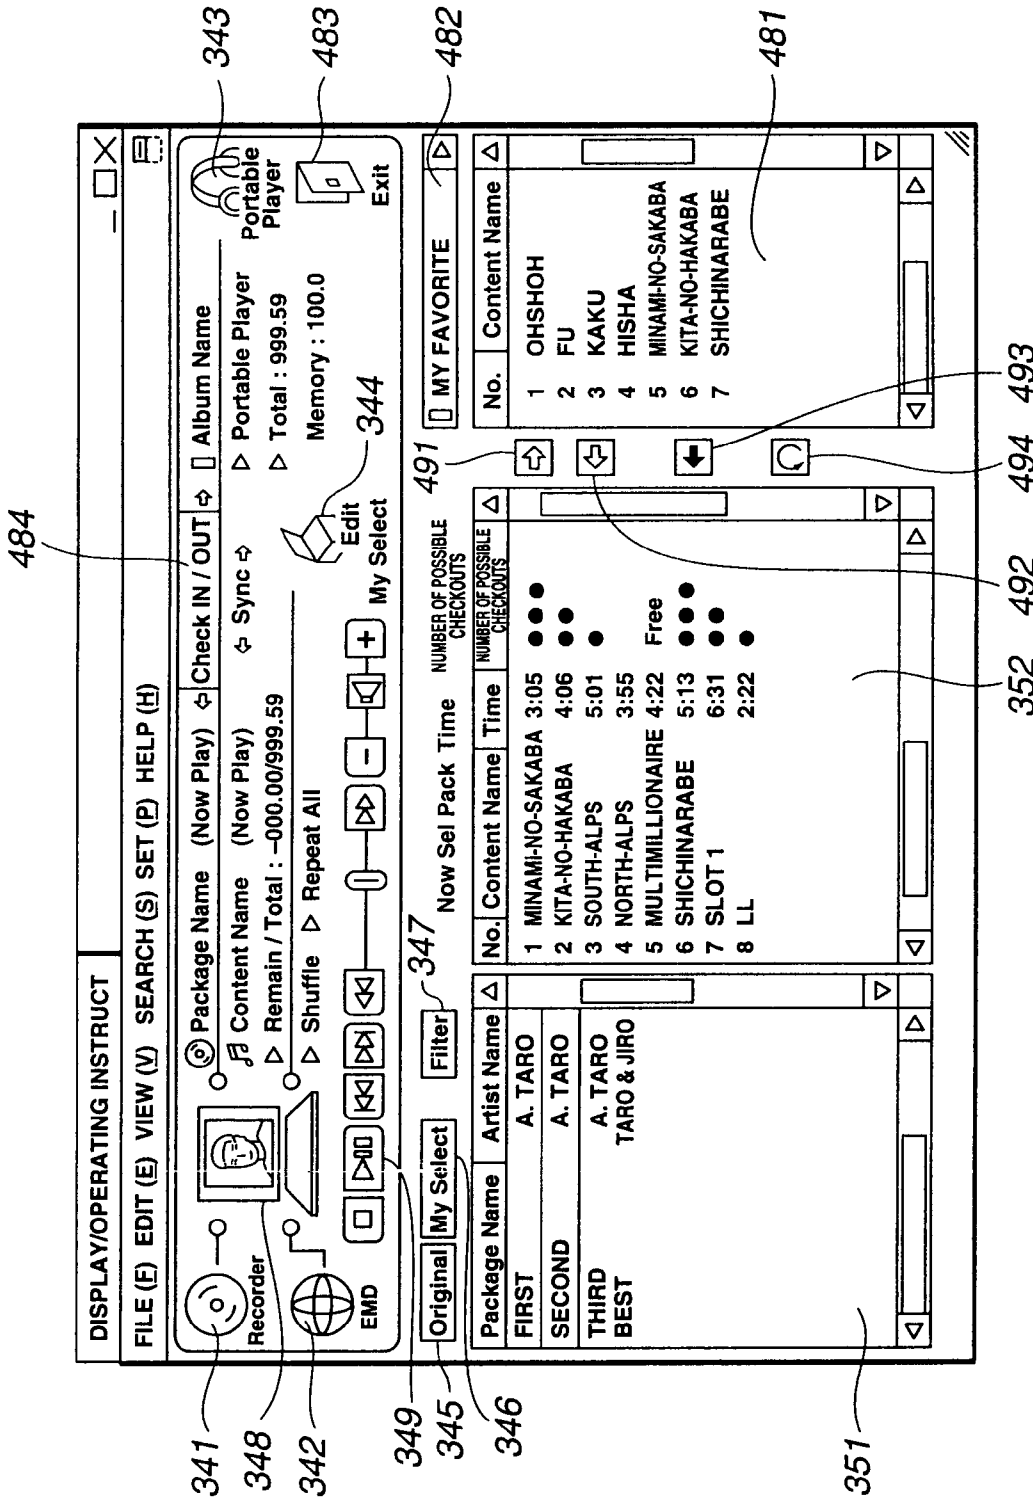 484
DISPLAY/OPERATING INSTRUCT
FILE (F) EDIT (E) VIEW (V) SEARCH (S) SET (P) HELP (H)
341
Recorder
348
342
EMD
349
Package Name (Now Play)
Check IN / OUT
Album Name
Content Name (Now Play)
Sync
Portable Player
Remain / Total : –000.00/999.59
Total : 999.59
Shuffle
Repeat All
Memory : 100.0
Portable
Player
343
Exit
483
344
Edit
My Select
345
Original
My Select
346
Filter
347
Now Sel Pack Time
NUMBER OF POSSIBLE
CHECKOUTS
491
MY FAVORITE
482
Package Name Artist Name
FIRST A. TARO
SECOND A. TARO
THIRD A. TARO
BEST TARO & JIRO
351
No. Content Name Time NUMBER OF POSSIBLE
CHECKOUTS
1 MINAMI-NO-SAKABA 3:05
2 KITA-NO-HAKABA 4:06
3 SOUTH-ALPS 5:01
4 NORTH-ALPS 3:55
5 MULTIMILLIONAIRE 4:22 Free
6 SHICHINARABE 5:13
7 SLOT 1 6:31
8 LL 2:22
352
492
494
493
No. Content Name
1 OHSHOH
2 FU
3 KAKU
4 HISHA
5 MINAMI-NO-SAKABA
6 KITA-NO-HAKABA
7 SHICHINARABE
481